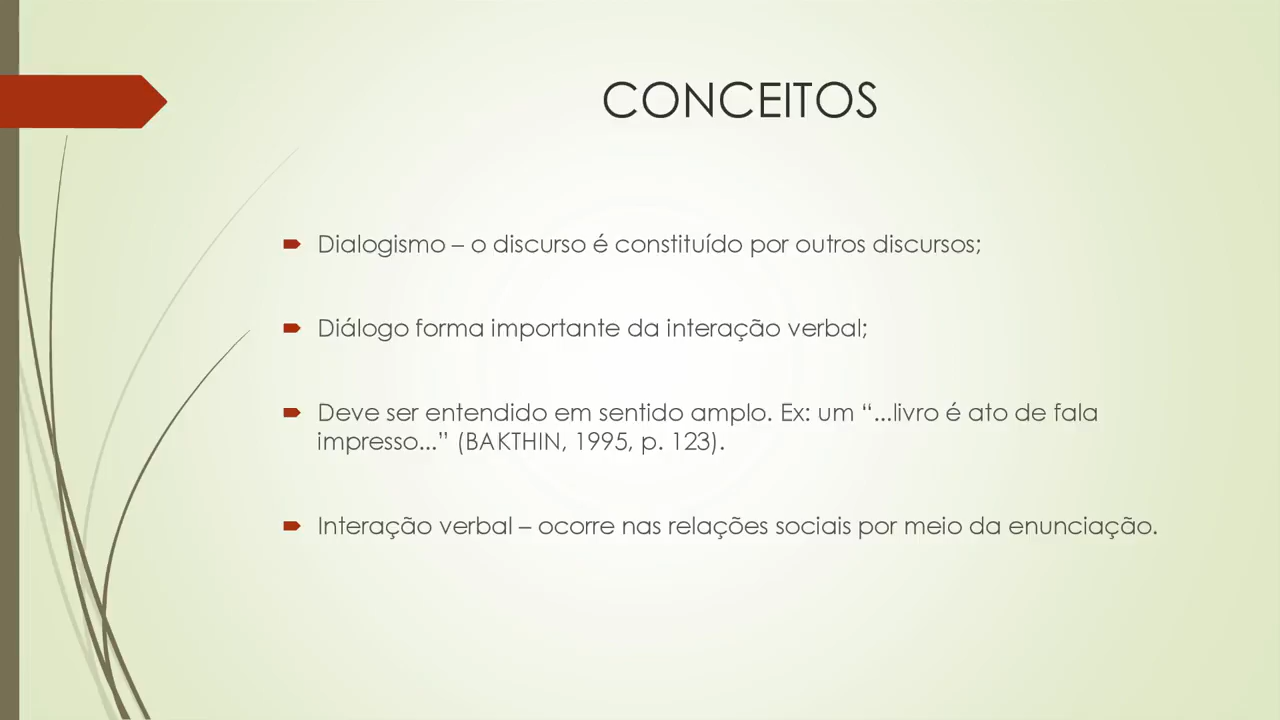 CONCEITOS
Dialogismo – o discurso é constituído por outros discursos;
Diálogo forma importante da interação verbal;
Deve ser entendido em sentido amplo. Ex: um “...livro é ato de fala
impresso...” (BAKTHIN, 1995, p. 123).
Interação verbal – ocorre nas relações sociais por meio da enunciação.